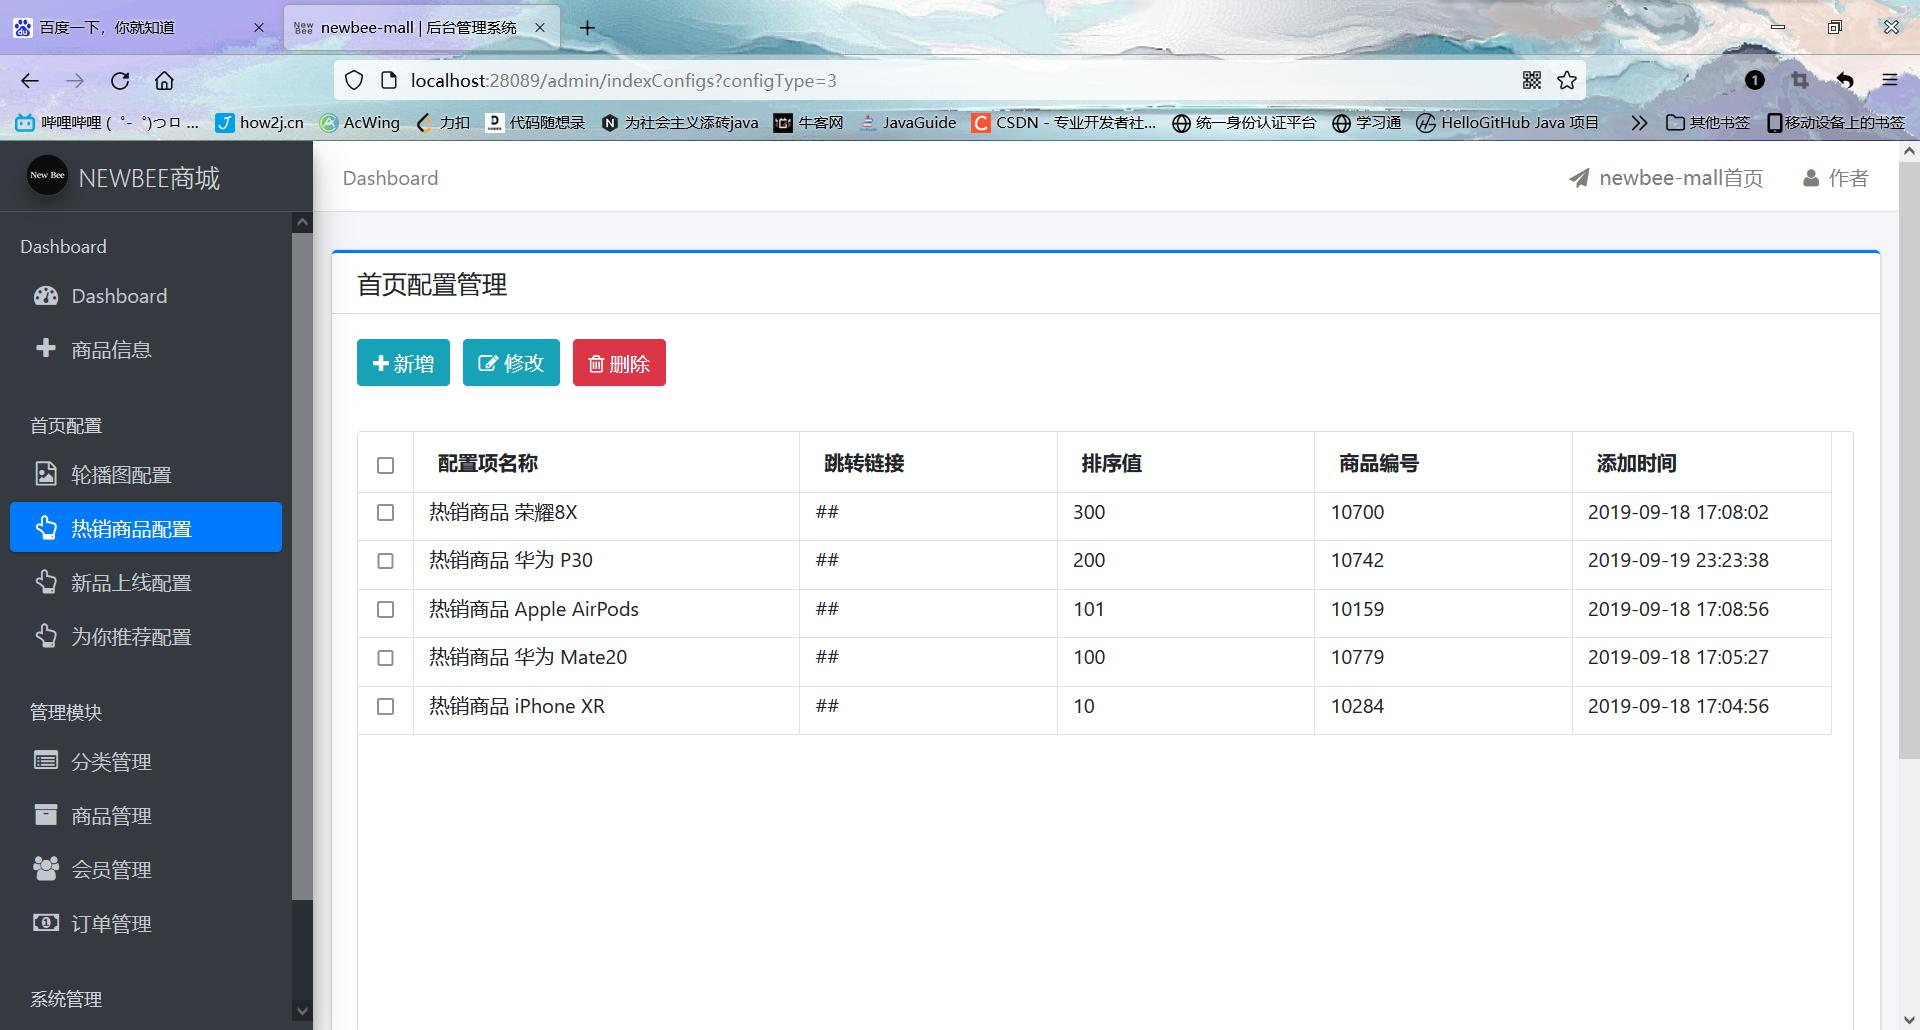 百度一下，你就知道
newbee-mall | 后台管理系统
localhost:28089/admin/indexConfigs?configType=3
哔哩哔哩 (゜-゜)つロ ...
how2j.cn
AcWing
力扣
代码随想录
为社会主义添砖java
牛客网
JavaGuide
CSDN - 专业开发者社...
统一身份认证平台
学习通
HelloGitHub Java 项目
其他书签
移动设备上的书签
New Bee NEWBEE商城
Dashboard
newbee-mall首页
作者
Dashboard
Dashboard
商品信息
首页配置
轮播图配置
热销商品配置
新品上线配置
为你推荐配置
管理模块
分类管理
商品管理
会员管理
订单管理
系统管理
首页配置管理
新增 修改 删除
配置项名称 跳转链接 排序值 商品编号 添加时间
热销商品 荣耀8X ## 300 10700 2019-09-18 17:08:02
热销商品 华为 P30 ## 200 10742 2019-09-19 23:23:38
热销商品 Apple AirPods ## 101 10159 2019-09-18 17:08:56
热销商品 华为 Mate20 ## 100 10779 2019-09-18 17:05:27
热销商品 iPhone XR ## 10 10284 2019-09-18 17:04:56